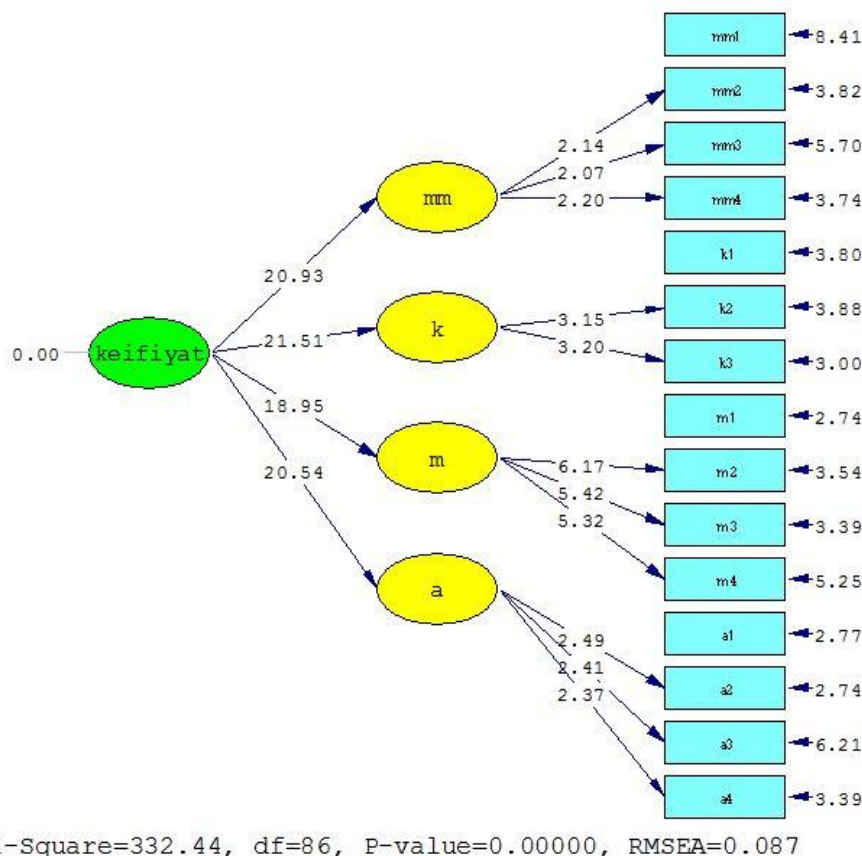 mm1 8.41
mm2 3.82
2.14
mm3 5.70
2.07
mm
2.20
mm4 3.74
k1 3.80
20.93
k2 3.88
3.15
k
21.51
3.20
0.00 keifiyat
k3 3.00
18.95
m1 2.74
m
6.17
m2 3.54
20.54
5.42
5.32
m3 3.39
m4 5.25
a
a1 2.77
2.49
2.41
a2 2.74
2.37
a3 6.21
a4 3.39
i-Square=332.44, df=86, P-value=0.00000, RMSEA=0.087